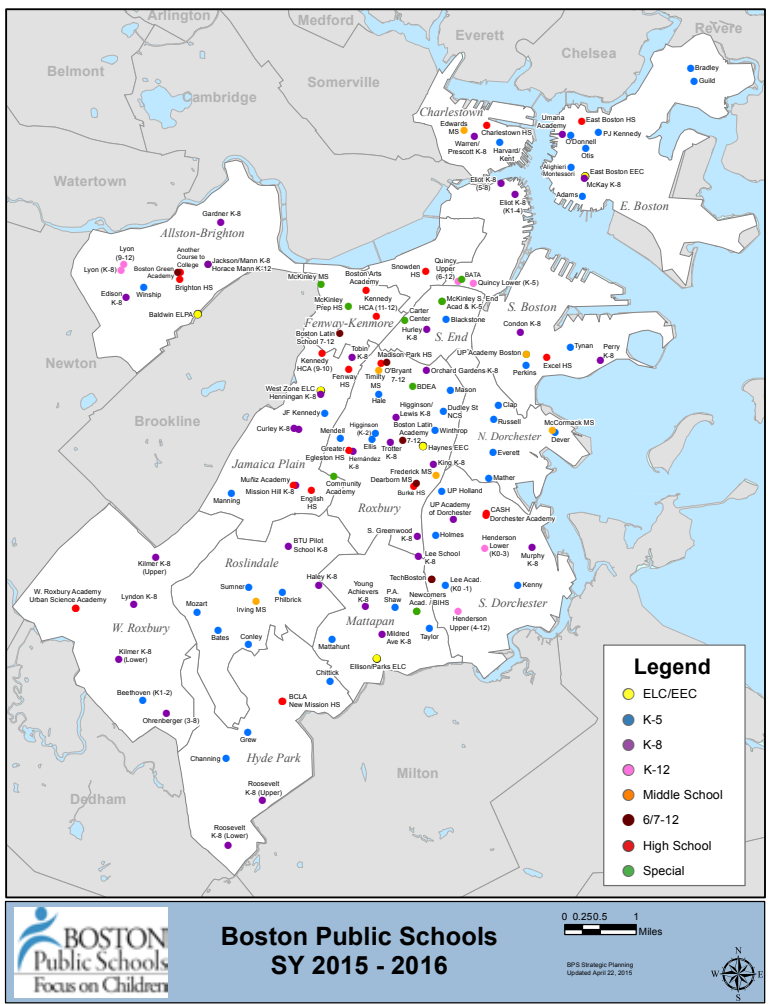 Arlington
Medford
Everett
Revere
Chelsea
Belmont
Somerville
Cambridge
Watertown
Newton
Brookline
Dedham
Milton
Bradley
Guild
Charlestown
Edwards
MS
Charlestown HS
Warren/
Prescott K-8
Harvard/
Kent
Umana
Academy
East Boston HS
PJ Kennedy
O'Donnell
Otis
Alighieri
Montessori
East Boston EEC
McKay K-8
Adams
E. Boston
Eliot K-8
(5-8)
Eliot K-8
(K1-4)
Gardner K-8
Allston-Brighton
Lyon
(9-12)
Lyon (K-8)
Another
Course to
College
Boston Green
Academy
Brighton HS
Jackson/Mann K-8
Horace Mann K-12
Edison
K-8
Winship
Baldwin ELPA
Snowden
HS
Quincy
Upper
(6-12)
BATA
Quincy Lower (K-5)
McKinley MS
Boston Arts
Academy
McKinley
Prep HS
Kennedy
HCA (11-12)
Fenway-Kenmore
Carter
Center
McKinley S. End
Acad & K-5
Blackstone
Hurley
K-8
S. End
S. Boston
Condon K-8
Boston Latin
School 7-12
Tobin
K-8
Kennedy
HCA (9-10)
Fenway
HS
Madison Park HS
Timilty
MS
O'Bryant
7-12
Hale
Orchard Gardens K-8
BDEA
UP Academy Boston
Perkins
Excel HS
Tynan
Perry
K-8
West Zone ELC
Henningan K-8
Mason
JF Kennedy
Higginson/
Lewis K-8
Dudley St
NCS
Clap
Russell
McCormack MS
Dever
Curley K-8
Mendell
Higginson
(K-2)
Ellis
Boston Latin
Academy
7-12
Trotter
K-8
Winthrop
Haynes EEC
N. Dorchester
Greater
Egleston HS
Hernández
K-8
King K-8
Everett
Jamaica Plain
Muñiz Academy
Mission Hill K-8
Manning
English
HS
Community
Academy
Frederick MS
Dearborn MS
Burke HS
Mather
UP Holland
Roxbury
UP Academy
of Dorchester
CASH
Dorchester Academy
S. Greenwood
K-8
Holmes
Henderson
Lower
(K0-3)
Murphy
K-8
BTU Pilot
School K-8
Lee School
K-8
Kilmer K-8
(Upper)
Roslindale
Haley K-8
TechBoston
Lee Acad.
(K0 -1)
Kenny
W. Roxbury Academy
Urban Science Academy
Lyndon K-8
Sumner
Irving MS
Philbrick
Young
Achievers
K-8
P.A.
Shaw
Newcomers
Acad. / BIHS
S. Dorchester
Mozart
W. Roxbury
Bates
Conley
Mattapan
Mildred
Ave K-8
Mattahunt
Taylor
Henderson
Upper (4-12)
Kilmer K-8
(Lower)
Ellison/Parks ELC
Chittick
Beethoven (K1-2)
Ohrenberger (3-8)
BCLA
New Mission HS
Grew
Channing
Hyde Park
Roosevelt
K-8 (Upper)
Roosevelt
K-8 (Lower)
Legend
ELC/EEC
K-5
K-8
K-12
Middle School
6/7-12
High School
Special
BOSTON
Public Schools
Focus on Children
Boston Public Schools
SY 2015 - 2016
0 0.25 0.5 1
Miles
BPS Strategic Planning
Updated April 22, 2015
N
W E
S